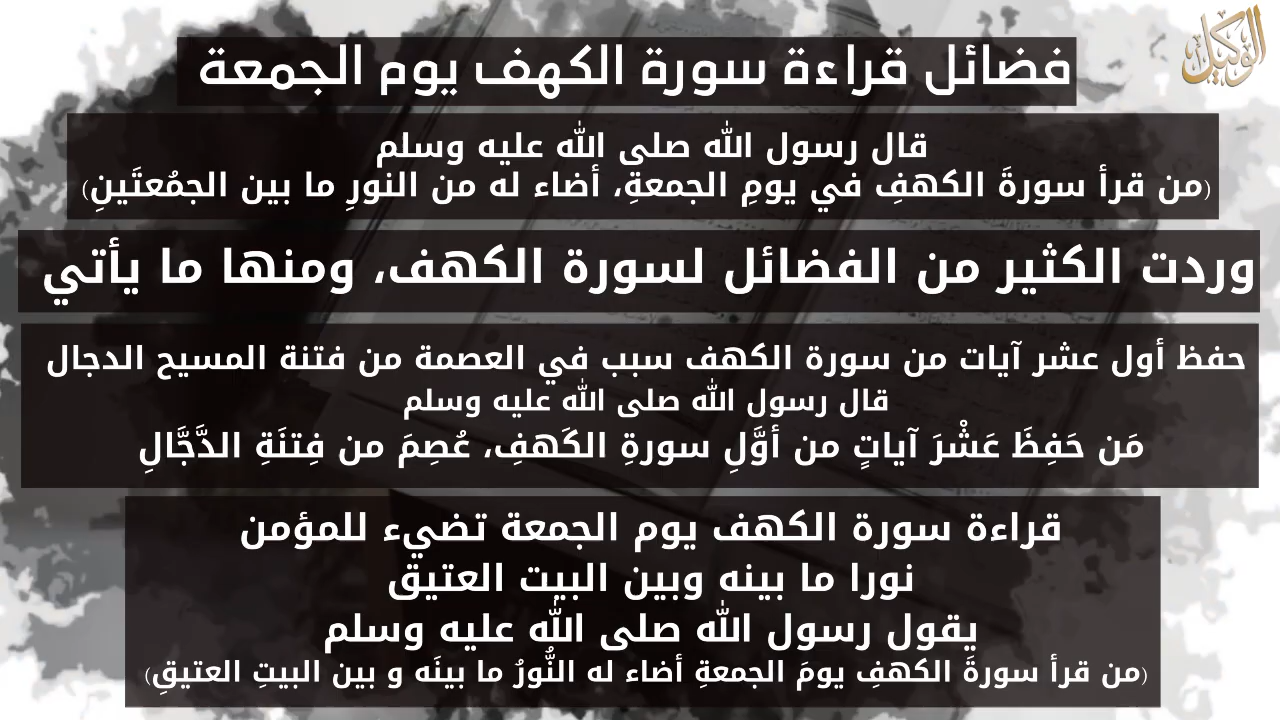 الوكيل
فضائل قراءة سورة الكهف يوم الجمعة
قال رسول الله صلى الله عليه وسلم
(من قرأ سورةَ الكهفِ في يومِ الجمعةِ، أضاء له من النورِ ما بين الجمُعتَينِ)
وردت الكثير من الفضائل لسورة الكهف، ومنها ما يأتي
حفظ أول عشر آيات من سورة الكهف سبب في العصمة من فتنة المسيح الدجال
قال رسول الله صلى الله عليه وسلم
مَن حَفِظَ عَشْرَ آياتٍ من أوَّلِ سورةِ الكَهفِ، عُصِمَ من فِتنَةِ الدَّجَّالِ
قراءة سورة الكهف يوم الجمعة تضيء للمؤمن
نورا ما بينه وبين البيت العتيق
يقول رسول الله صلى الله عليه وسلم
(من قرأ سورةَ الكهفِ يومَ الجمعةِ أضاء له النُّورُ ما بينَه و بين البيتِ العتيقِ)